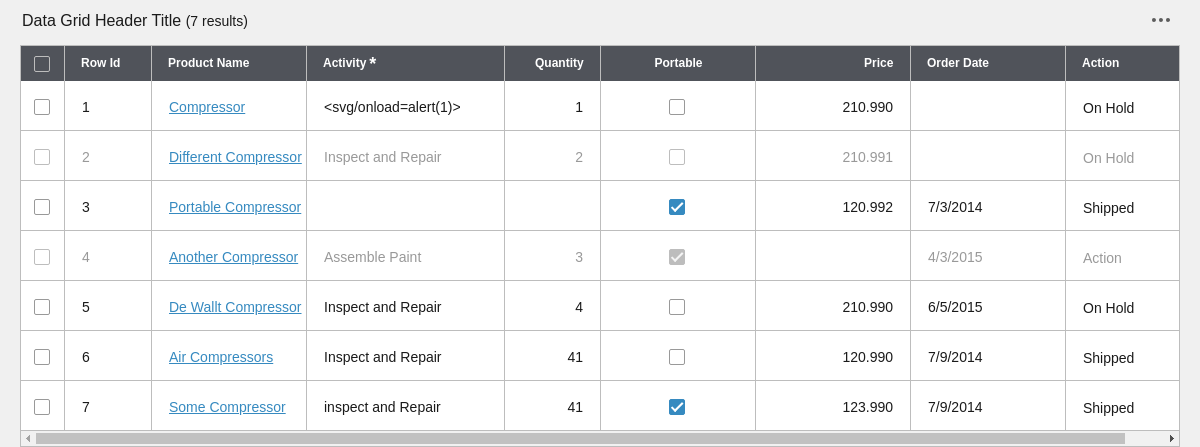 Data Grid Header Title (7 results)
Row Id Product Name Activity * Quantity Portable Price Order Date Action
1 Compressor <svg/onload=alert(1)> 1 210.990 On Hold
2 Different Compressor Inspect and Repair 2 210.991 On Hold
3 Portable Compressor 120.992 7/3/2014 Shipped
4 Another Compressor Assemble Paint 3 4/3/2015 Action
5 De Wallt Compressor Inspect and Repair 4 210.990 6/5/2015 On Hold
6 Air Compressors Inspect and Repair 41 120.990 7/9/2014 Shipped
7 Some Compressor inspect and Repair 41 123.990 7/9/2014 Shipped